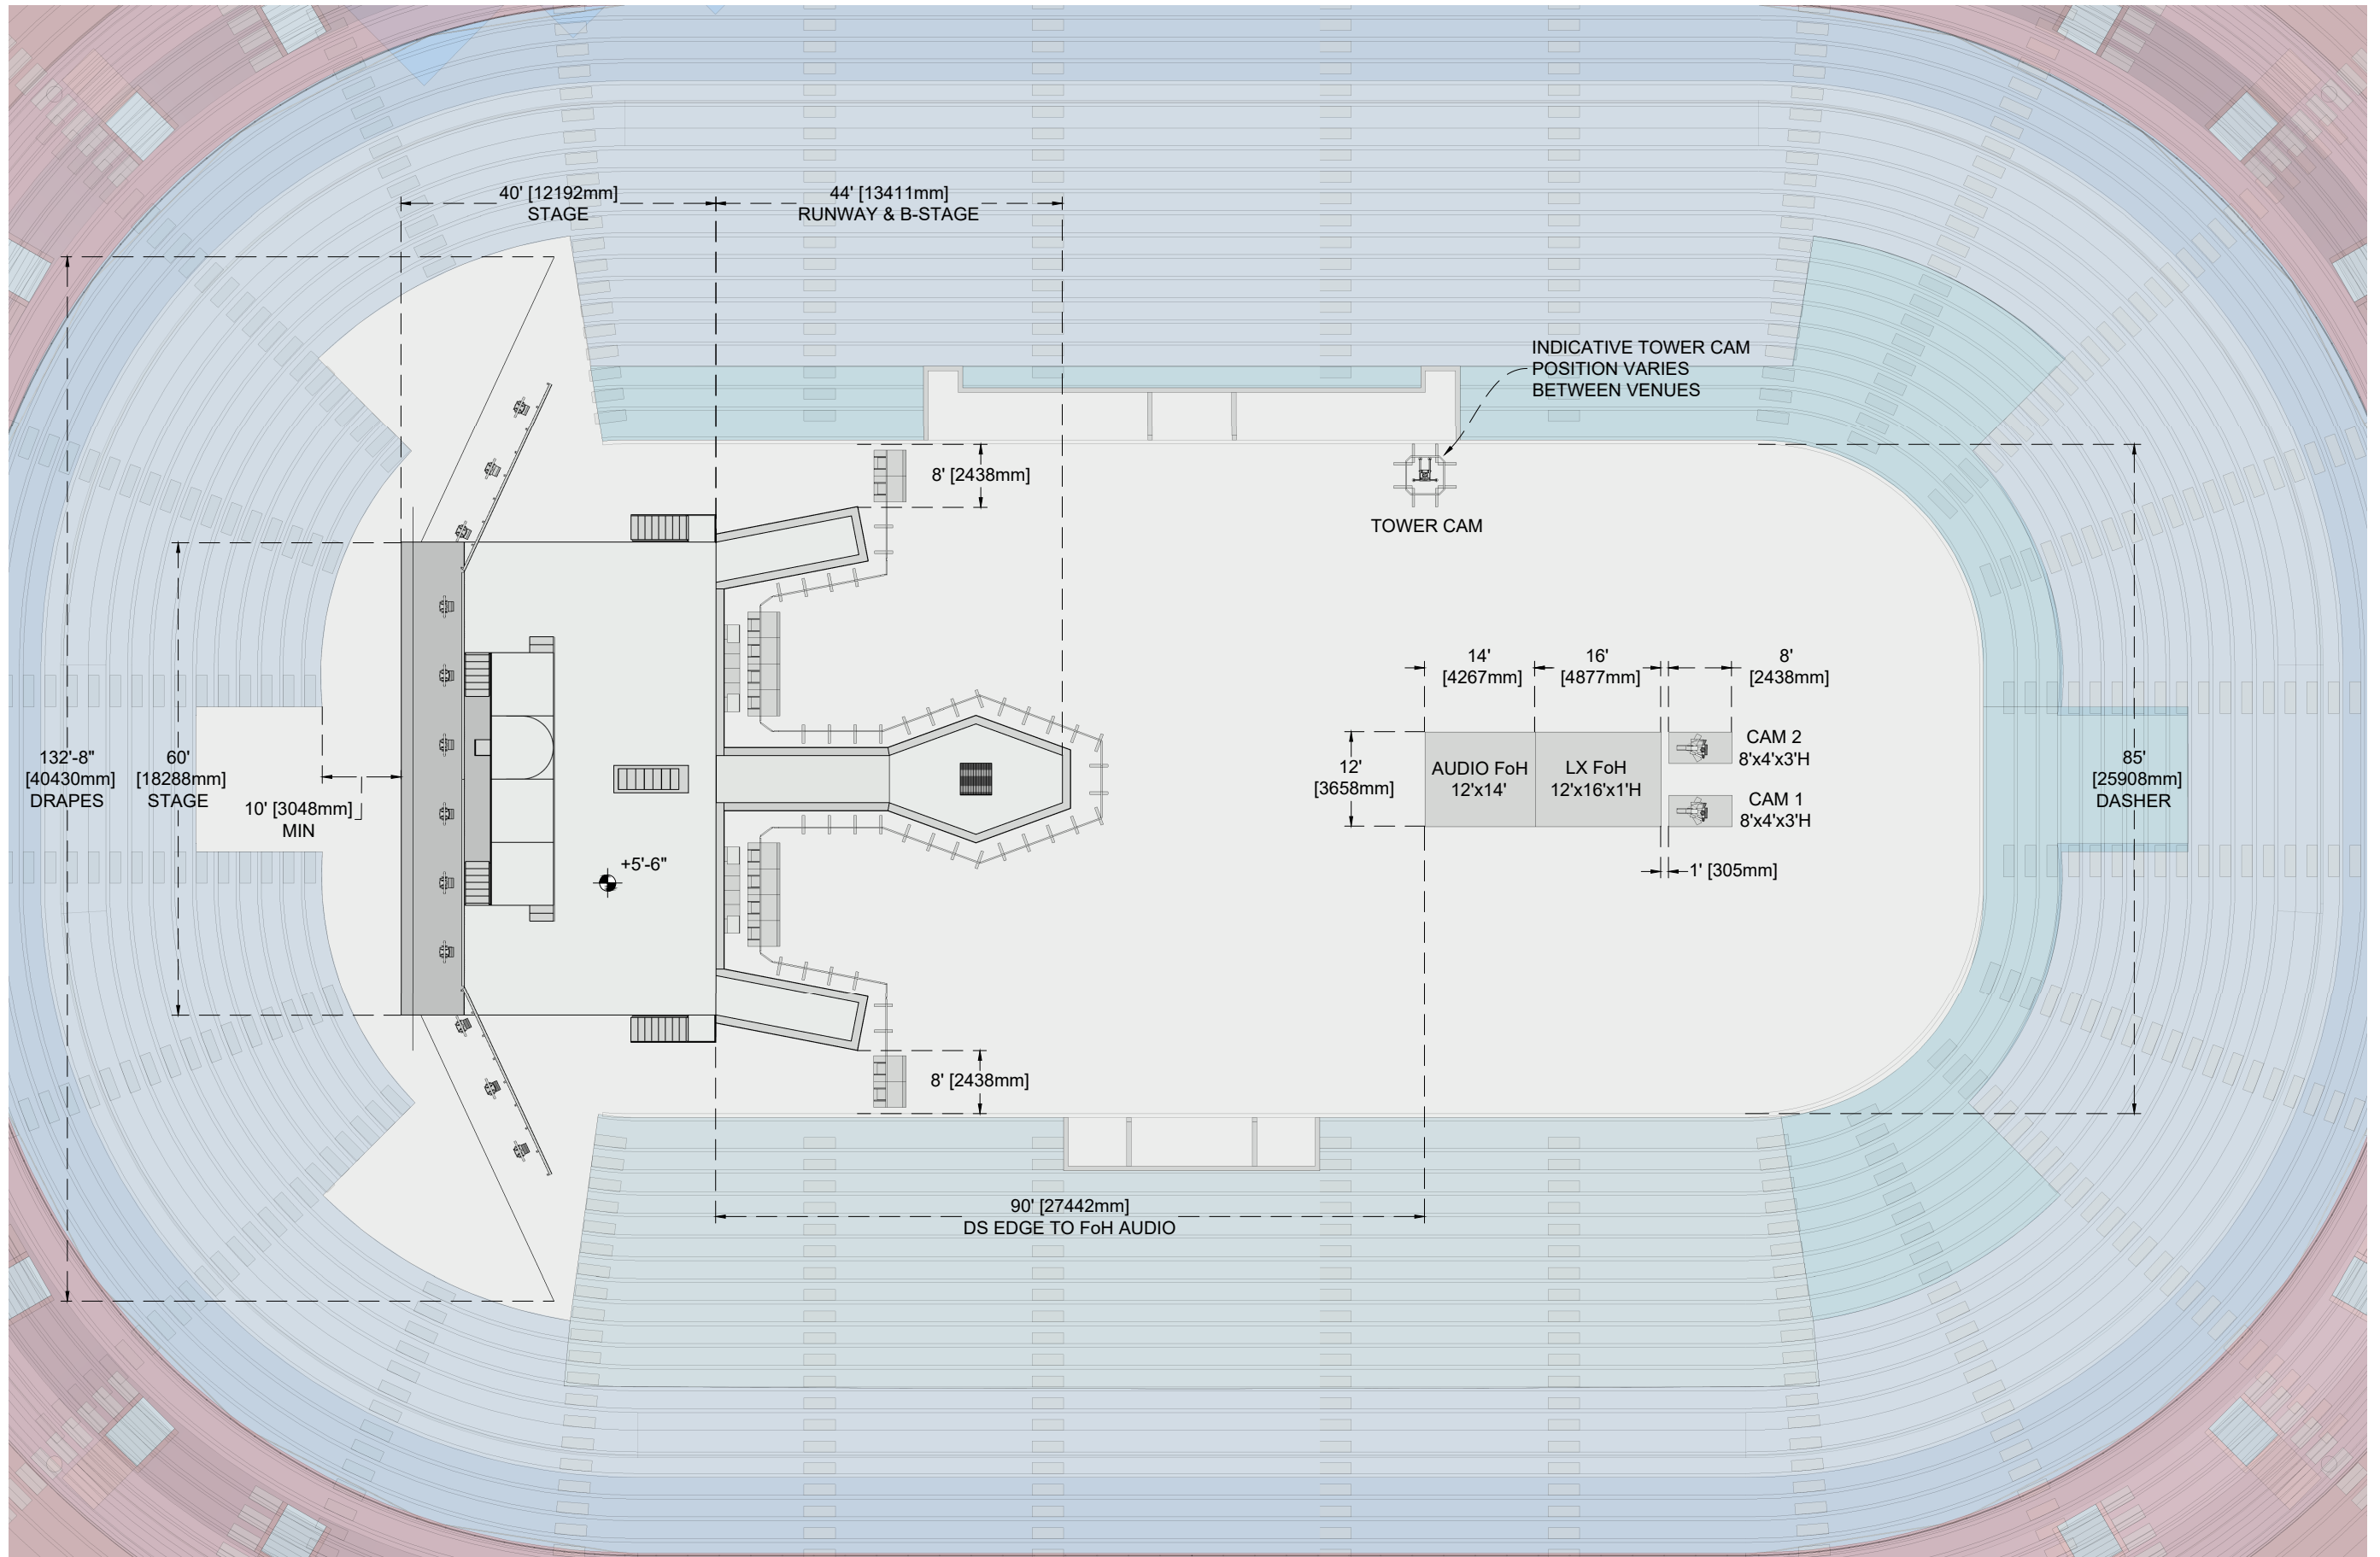 40' [12192mm]
STAGE
44' [13411mm]
RUNWAY & B-STAGE
INDICATIVE TOWER CAM
POSITION VARIES
BETWEEN VENUES
8' [2438mm]
TOWER CAM
14'
[4267mm]
16'
[4877mm]
8'
[2438mm]
132'-8"
[40430mm]
DRAPES
60'
[18288mm]
STAGE
10' [3048mm]
MIN
12'
[3658mm]
AUDIO FoH
12'x14'
LX FoH
12'x16'x1'H
CAM 2
8'x4'x3'H
CAM 1
8'x4'x3'H
85'
[25908mm]
DASHER
+5'-6"
1' [305mm]
8' [2438mm]
90' [27442mm]
DS EDGE TO FoH AUDIO